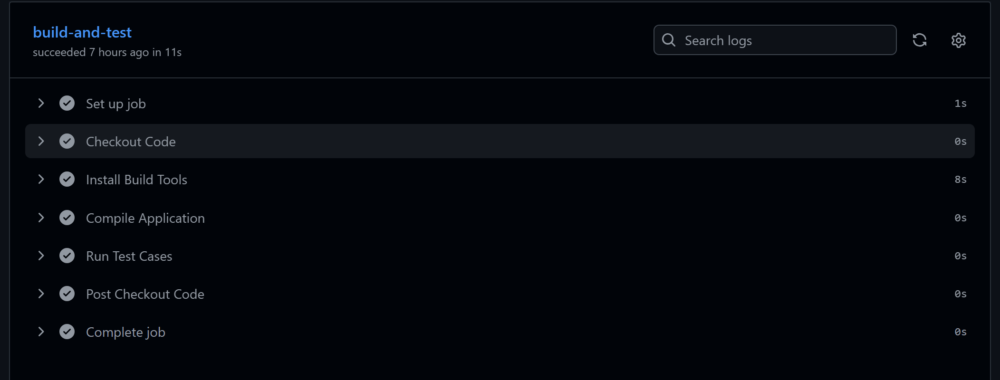 build-and-test
succeeded 7 hours ago in 11s
Search logs
Set up job 1s
Checkout Code 0s
Install Build Tools 8s
Compile Application 0s
Run Test Cases 0s
Post Checkout Code 0s
Complete job 0s